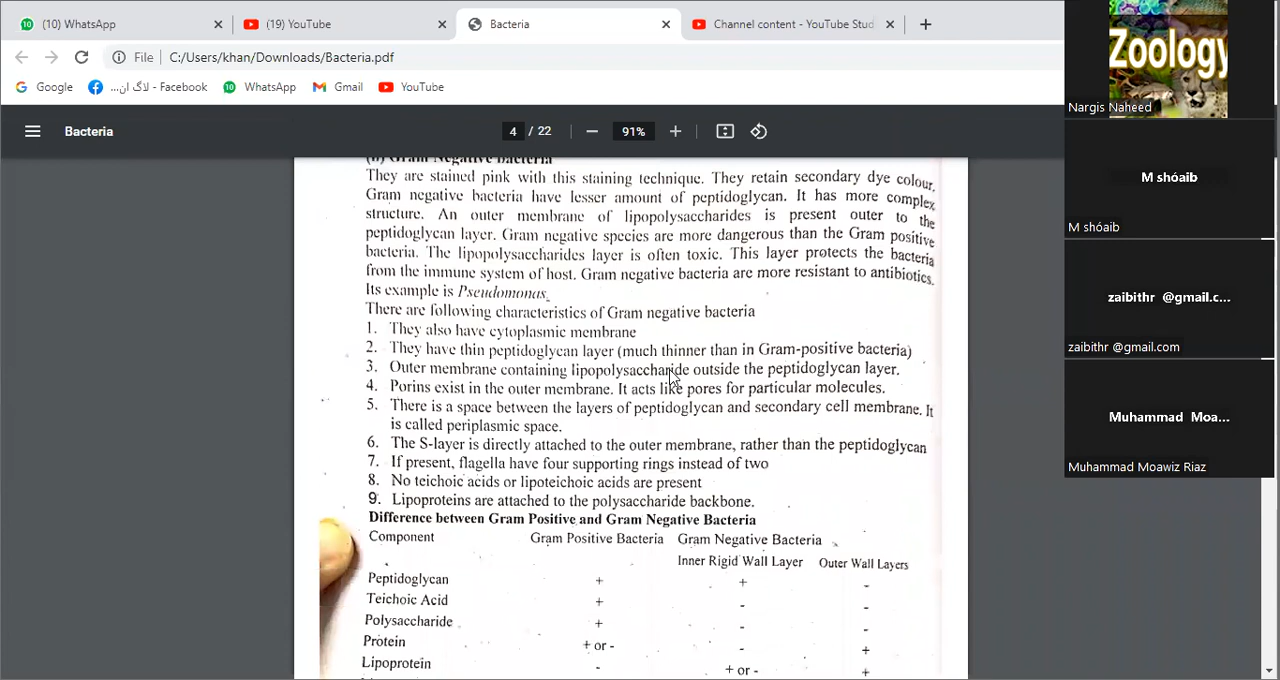 (10) WhatsApp
(19) YouTube
Bacteria
Channel content - YouTube Stud
File
C:/Users/khan/Downloads/Bacteria.pdf
Google
لاگ ان... - Facebook
10
WhatsApp
Gmail
YouTube
Bacteria
4 / 22
91%
(ii) Gram Negative Bacteria
They are stained pink with this staining technique. They retain secondary dye colour.
Gram negative bacteria have lesser amount of peptidoglycan. It has more complex
structure. An outer membrane of lipopolysaccharides is present outer to the
peptidoglycan layer. Gram negative species are more dangerous than the Gram positive
bacteria. The lipopolysaccharides layer is often toxic. This layer protects the bacteria
from the immune system of host. Gram negative bacteria are more resistant to antibiotics.
Its example is Pseudomonas.
There are following characteristics of Gram negative bacteria
1. They also have cytoplasmic membrane
2. They have thin peptidoglycan layer (much thinner than in Gram-positive bacteria)
3. Outer membrane containing lipopolysaccharide outside the peptidoglycan layer.
4. Porins exist in the outer membrane. It acts like pores for particular molecules.
5. There is a space between the layers of peptidoglycan and secondary cell membrane. It
is called periplasmic space.
6. The S-layer is directly attached to the outer membrane, rather than the peptidoglycan
7. If present, flagella have four supporting rings instead of two
8. No teichoic acids or lipoteichoic acids are present
9. Lipoproteins are attached to the polysaccharide backbone.
Difference between Gram Positive and Gram Negative Bacteria
Component Gram Positive Bacteria Gram Negative Bacteria
Inner Rigid Wall Layer Outer Wall Layers
Peptidoglycan + + -
Teichoic Acid + - -
Polysaccharide + - -
Protein + or - - +
Lipoprotein - + or - +
Zoology
Nargis Naheed
M shóaib
M shóaib
zaibithr @gmail.c...
zaibithr @gmail.com
Muhammad Moa...
Muhammad Moawiz Riaz